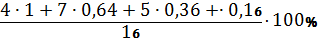 4 · 1 + 7 · 0,64 + 5 · 0,36 + · 0,16
16 · 100%